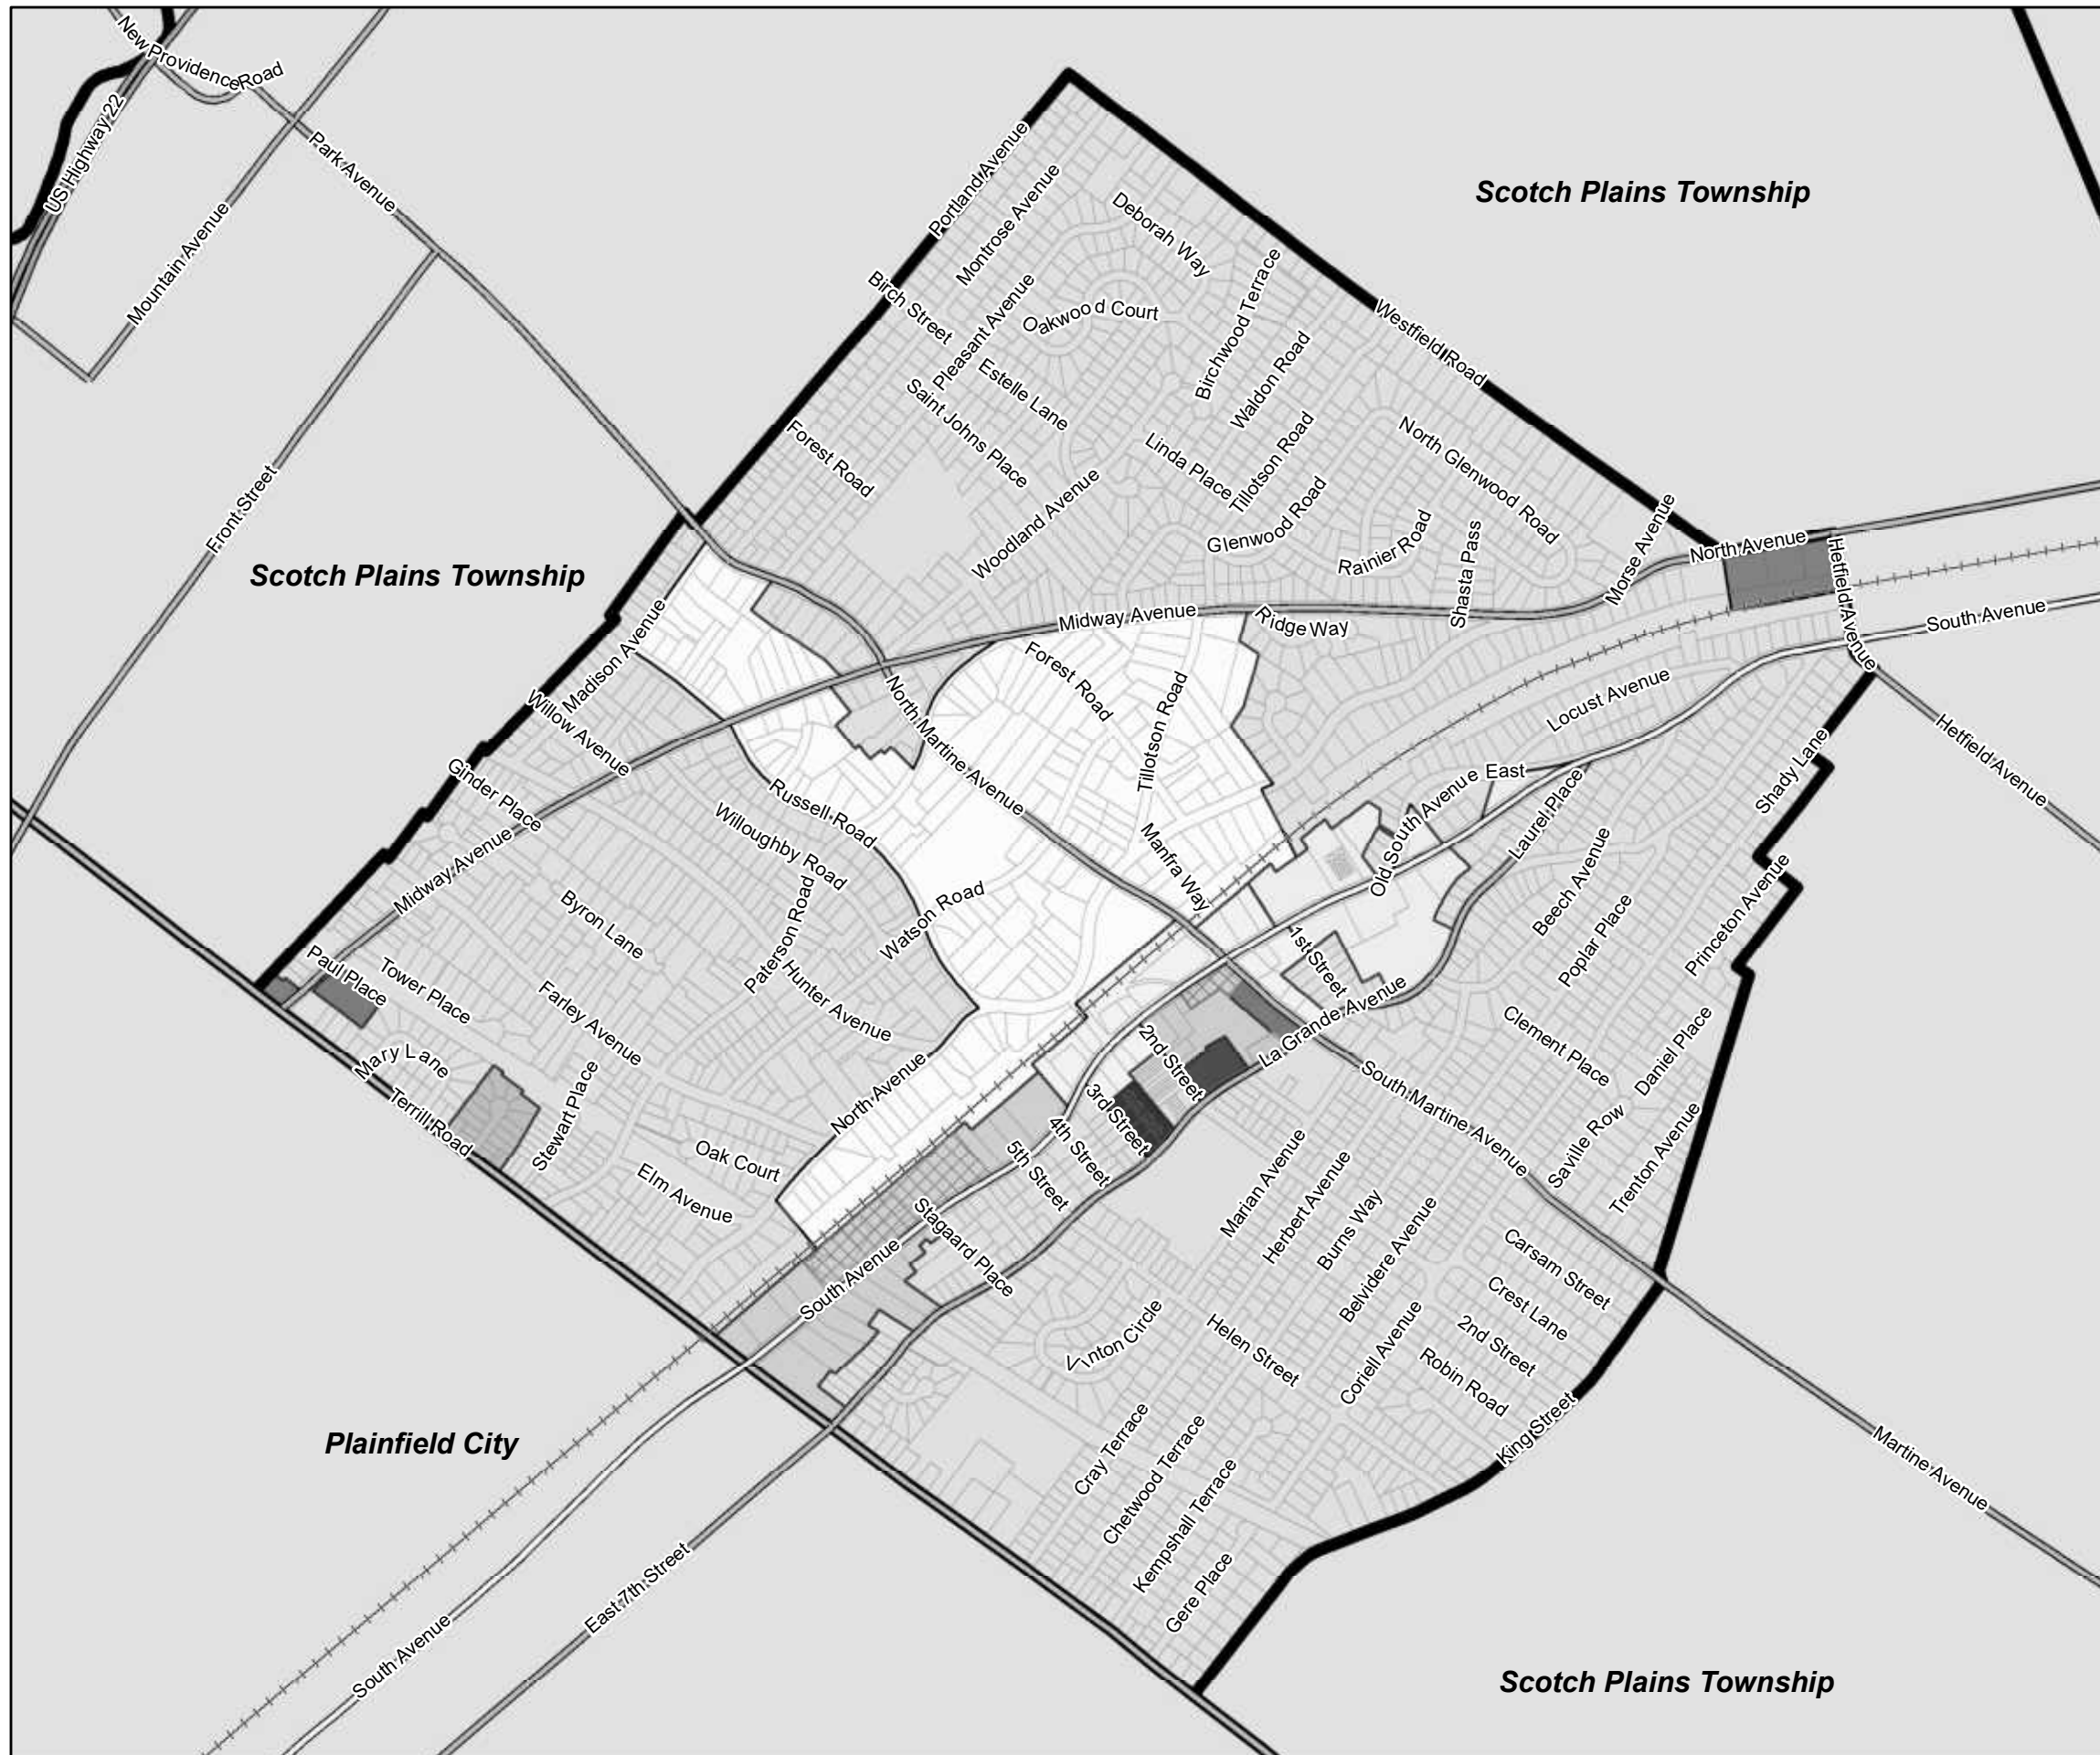 New Providence Road
US Highway 22
Park Avenue
Mountain Avenue
Front Street
Scotch Plains Township
Scotch Plains Township
Portland Avenue
Montrose Avenue
Deborah Way
Birch Street
Pleasant Avenue
Oakwood Court
Birchwood Terrace
Westfield Road
Estelle Lane
Waldon Road
Saint Johns Place
Forest Road
Linda Place
Tillotson Road
North Glenwood Road
Woodland Avenue
Glenwood Road
Rainier Road
Shasta Pass
Morse Avenue
North Avenue
Hetfield Avenue
South Avenue
Midway Avenue
Ridge Way
Madison Avenue
Forest Road
Tillotson Road
North Martine Avenue
Locust Avenue
Hetfield Avenue
Willow Avenue
Ginder Place
Midway Avenue
Russell Road
Willoughby Road
Manfra Way
Old South Avenue East
Laurel Place
Shady Lane
Beech Avenue
Poplar Place
Princeton Avenue
Byron Lane
Paterson Road
Watson Road
Hunter Avenue
1st Street
Paul Place
Tower Place
Farley Avenue
La Grande Avenue
Clement Place
Daniel Place
Mary Lane
Terrill Road
Stewart Place
North Avenue
2nd Street
3rd Street
4th Street
5th Street
South Martine Avenue
Saville Row
Trenton Avenue
Oak Court
Elm Avenue
Stagaard Place
South Avenue
Marian Avenue
Herbert Avenue
Burns Way
Belvidere Avenue
Carsam Street
Crest Lane
2nd Street
Robin Road
Vinton Circle
Helen Street
Coriell Avenue
King Street
Martine Avenue
Plainfield City
Cray Terrace
Chetwood Terrace
Kempshall Terrace
Gere Place
East 7th Street
South Avenue
Scotch Plains Township